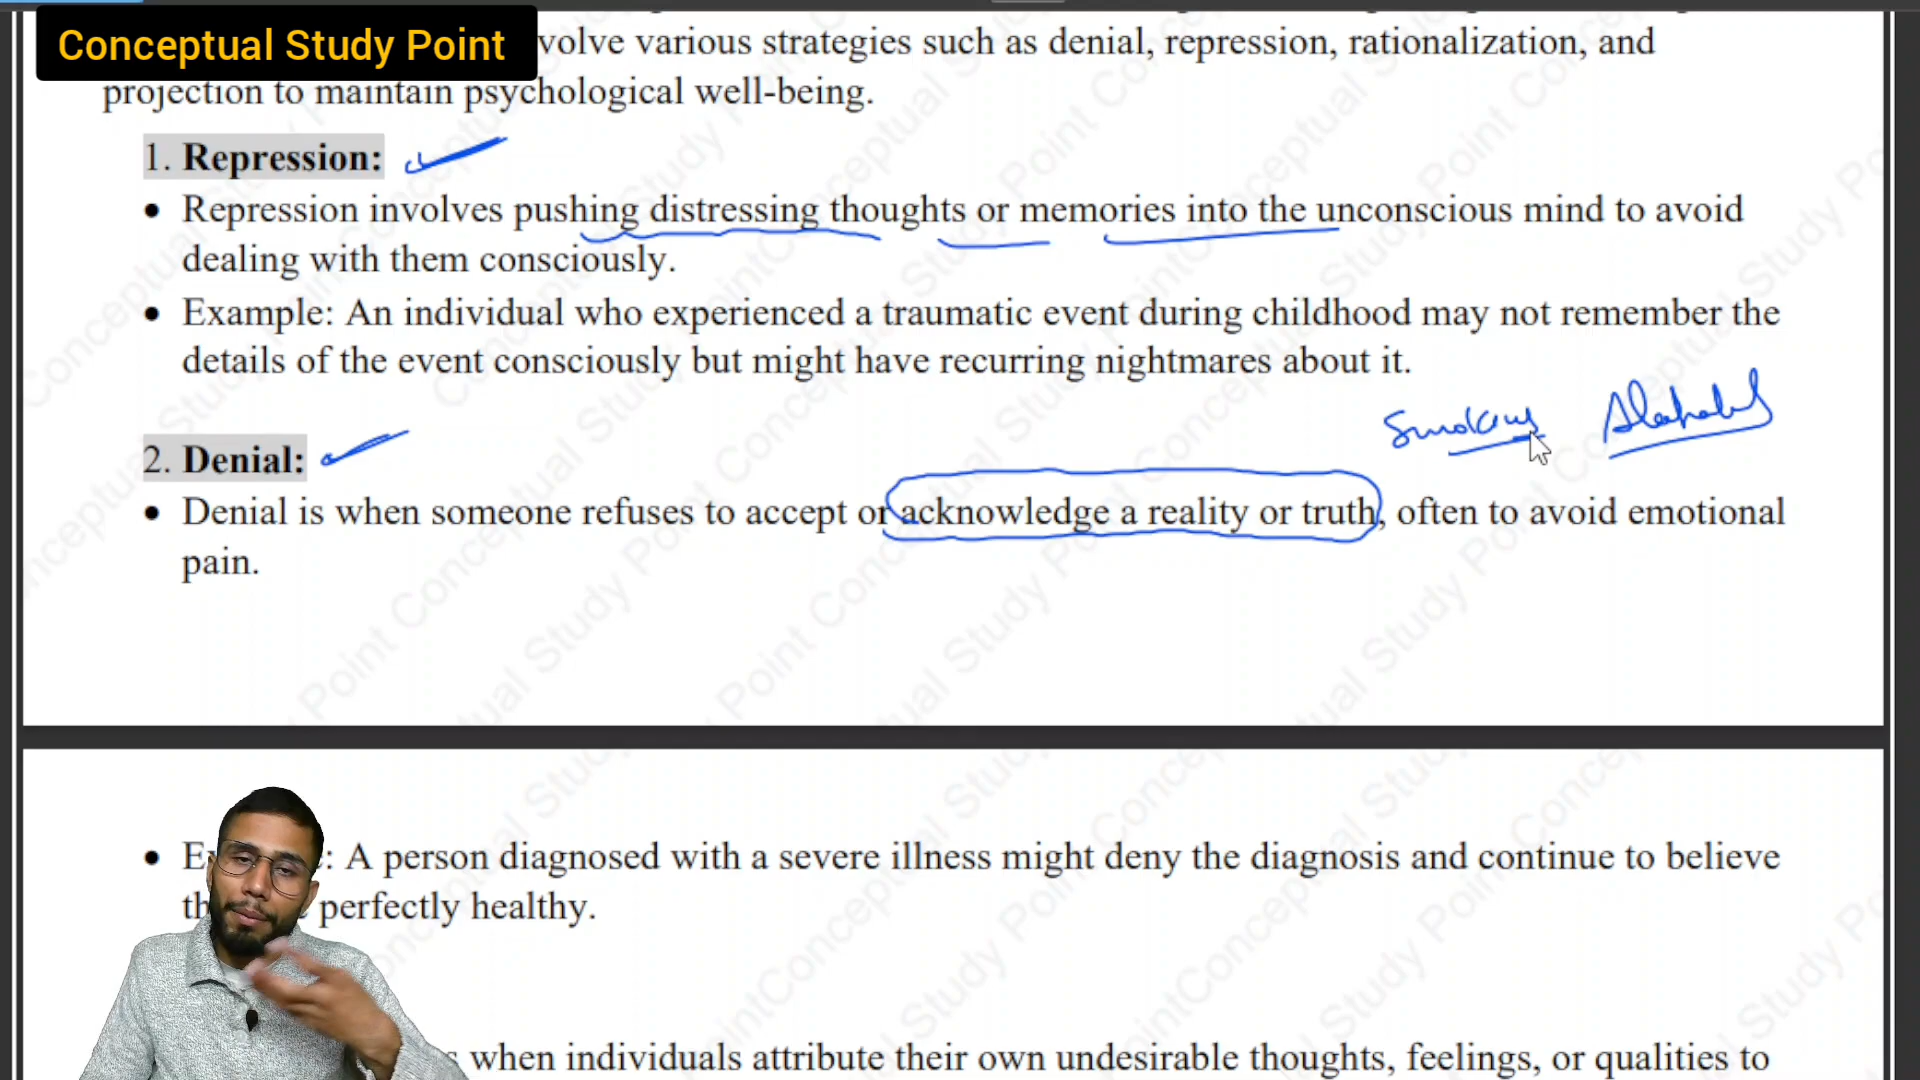 Conceptual Study Point
volve various strategies such as denial, repression, rationalization, and
projection to maintain psychological well-being.
1. Repression:
• Repression involves pushing distressing thoughts or memories into the unconscious mind to avoid
dealing with them consciously.
• Example: An individual who experienced a traumatic event during childhood may not remember the
details of the event consciously but might have recurring nightmares about it.
Smoking
2. Denial:
• Denial is when someone refuses to accept or acknowledge a reality or truth, often to avoid emotional
pain.
: A person diagnosed with a severe illness might deny the diagnosis and continue to believe
perfectly healthy.
when individuals attribute their own undesirable thoughts, feelings, or qualities to